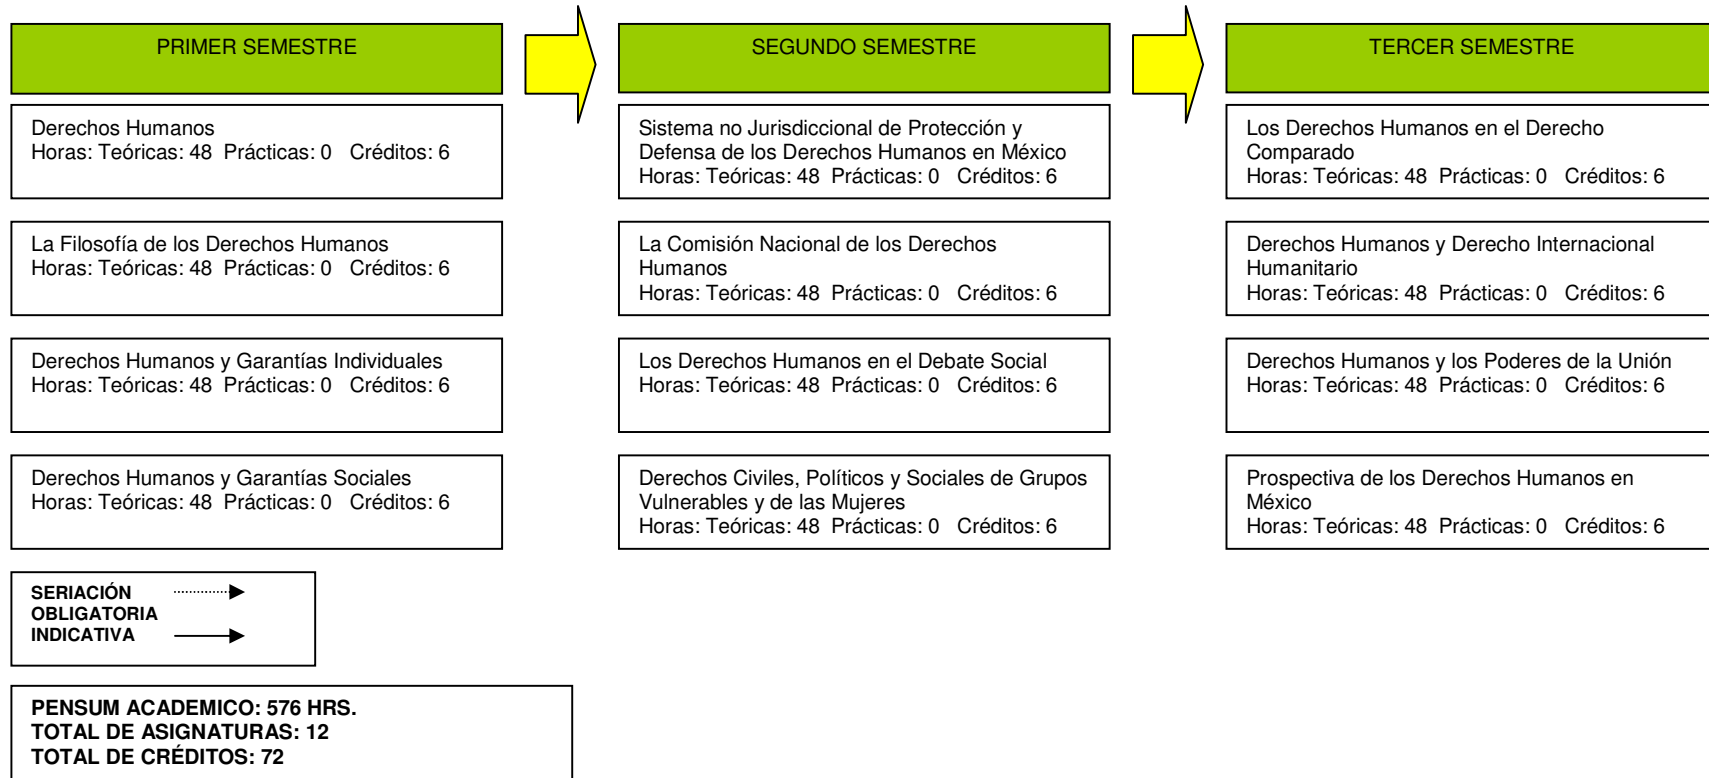 PRIMER SEMESTRE
Derechos Humanos
Horas: Teóricas: 48 Prácticas: 0 Créditos: 6
La Filosofía de los Derechos Humanos
Horas: Teóricas: 48 Prácticas: 0 Créditos: 6
Derechos Humanos y Garantías Individuales
Horas: Teóricas: 48 Prácticas: 0 Créditos: 6
Derechos Humanos y Garantías Sociales
Horas: Teóricas: 48 Prácticas: 0 Créditos: 6
SEGUNDO SEMESTRE
Sistema no Jurisdiccional de Protección y
Defensa de los Derechos Humanos en México
Horas: Teóricas: 48 Prácticas: 0 Créditos: 6
La Comisión Nacional de los Derechos
Humanos
Horas: Teóricas: 48 Prácticas: 0 Créditos: 6
Los Derechos Humanos en el Debate Social
Horas: Teóricas: 48 Prácticas: 0 Créditos: 6
Derechos Civiles, Políticos y Sociales de Grupos
Vulnerables y de las Mujeres
Horas: Teóricas: 48 Prácticas: 0 Créditos: 6
TERCER SEMESTRE
Los Derechos Humanos en el Derecho
Comparado
Horas: Teóricas: 48 Prácticas: 0 Créditos: 6
Derechos Humanos y Derecho Internacional
Humanitario
Horas: Teóricas: 48 Prácticas: 0 Créditos: 6
Derechos Humanos y los Poderes de la Unión
Horas: Teóricas: 48 Prácticas: 0 Créditos: 6
Prospectiva de los Derechos Humanos en
México
Horas: Teóricas: 48 Prácticas: 0 Créditos: 6
SERIACIÓN
OBLIGATORIA
INDICATIVA
PENSUM ACADEMICO: 576 HRS.
TOTAL DE ASIGNATURAS: 12
TOTAL DE CRÉDITOS: 72